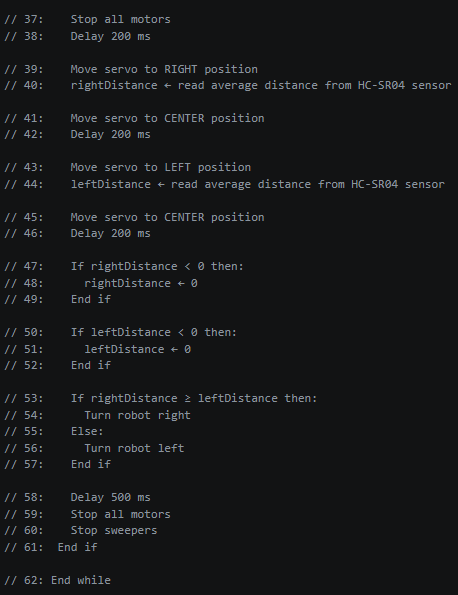 // 37:    Stop all motors
// 38:    Delay 200 ms
// 39:    Move servo to RIGHT position
// 40:    rightDistance ← read average distance from HC-SR04 sensor
// 41:    Move servo to CENTER position
// 42:    Delay 200 ms
// 43:    Move servo to LEFT position
// 44:    leftDistance ← read average distance from HC-SR04 sensor
// 45:    Move servo to CENTER position
// 46:    Delay 200 ms
// 47:    If rightDistance < 0 then:
// 48:      rightDistance ← 0
// 49:    End if
// 50:    If leftDistance < 0 then:
// 51:      leftDistance ← 0
// 52:    End if
// 53:    If rightDistance ≥ leftDistance then:
// 54:      Turn robot right
// 55:    Else:
// 56:      Turn robot left
// 57:    End if
// 58:    Delay 500 ms
// 59:    Stop all motors
// 60:    Stop sweepers
// 61:  End if
// 62: End while